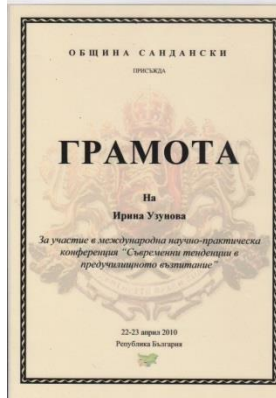 ОБЩИНА САНДАНСКИ
ПРИСЪЖДА
ГРАМОТА
На
Ирина Узунова
За участие в международна научно-практическа
конференция "Съвременни тенденции в
предучилищното възпитание"
22-23 април 2010
Република България